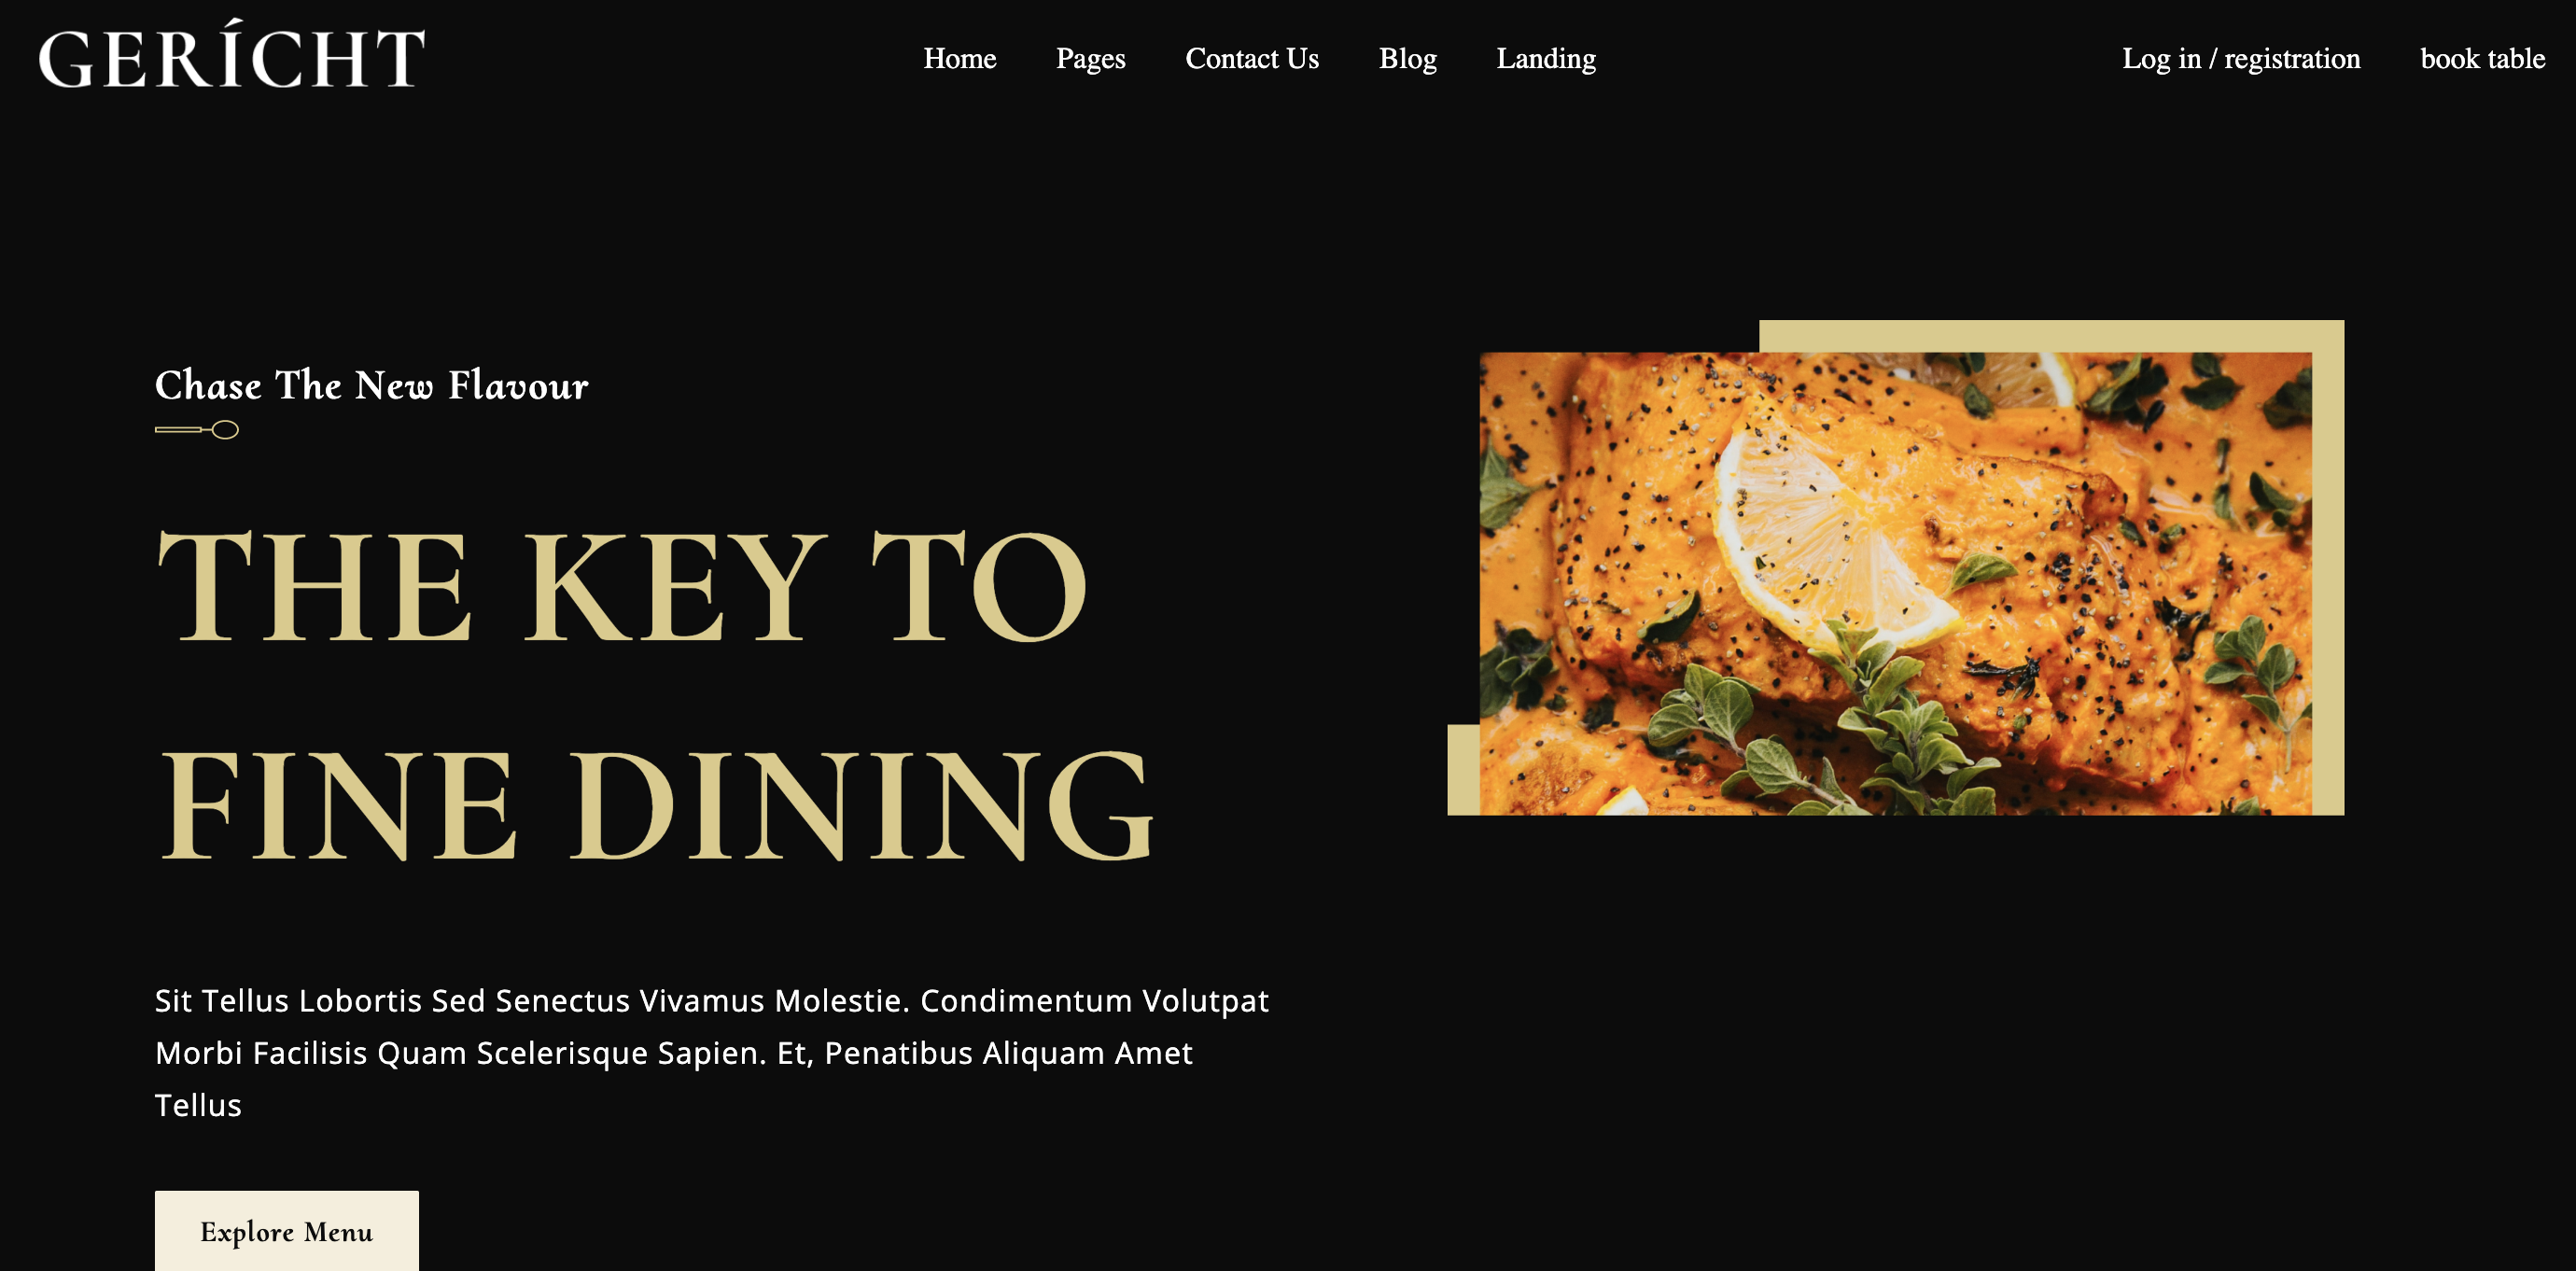 GERÍCHT
Home Pages Contact Us Blog Landing
Log in / registration book table
Chase The New Flavour
THE KEY TO
FINE DINING
Sit Tellus Lobortis Sed Senectus Vivamus Molestie. Condimentum Volutpat
Morbi Facilisis Quam Scelerisque Sapien. Et, Penatibus Aliquam Amet
Tellus
Explore Menu